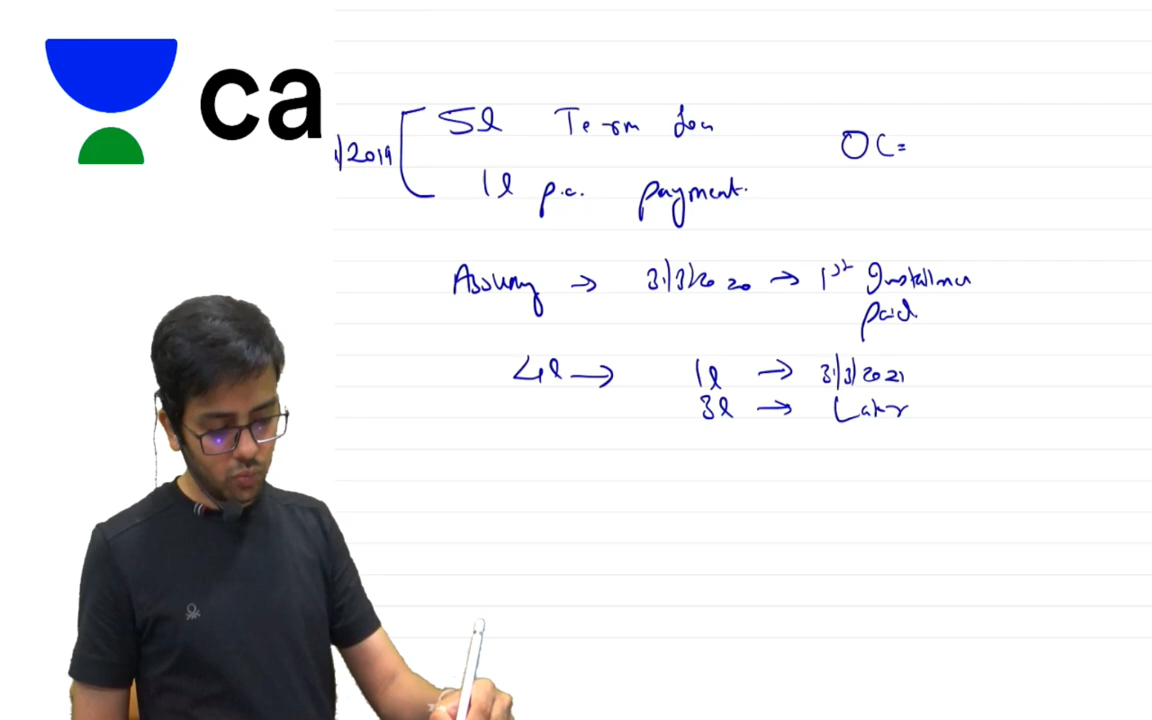 ca
/2019 5l Term Loan
1l p.a. payment.
OC=
Assuming → 31/3/2020 → 1st Installment
paid
4l → 1l → 31/3/2021
3l → Later